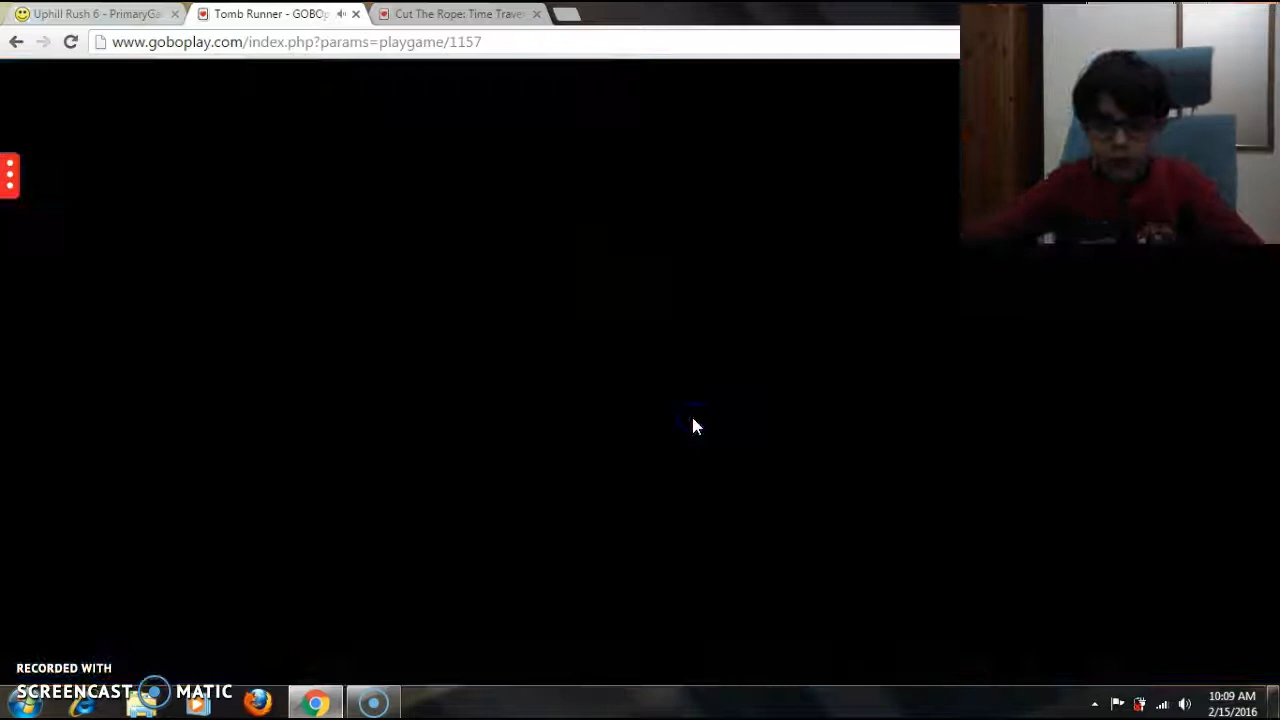 Uphill Rush 6 - PrimaryGa
Tomb Runner - GOBOp
Cut The Rope: Time Trave
www.goboplay.com/index.php?params=playgame/1157
RECORDED WITH
SCREENCAST MATIC
10:09 AM
2/15/2016